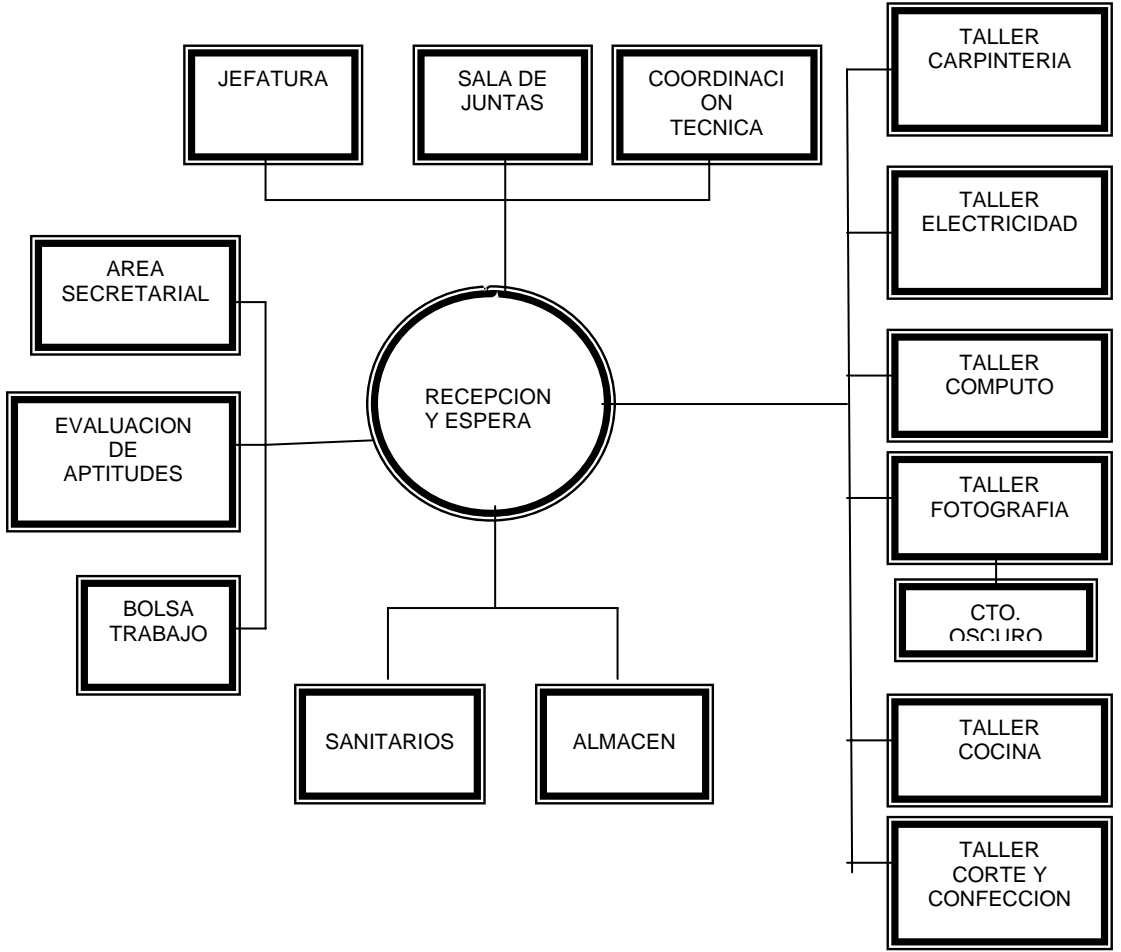 JEFATURA
SALA DE
JUNTAS
COORDINACI
ON
TECNICA
TALLER
CARPINTERIA
TALLER
ELECTRICIDAD
AREA
SECRETARIAL
RECEPCION
Y ESPERA
TALLER
COMPUTO
EVALUACION
DE
APTITUDES
TALLER
FOTOGRAFIA
BOLSA
TRABAJO
CTO.
OSCURO
SANITARIOS
ALMACEN
TALLER
COCINA
TALLER
CORTE Y
CONFECCION